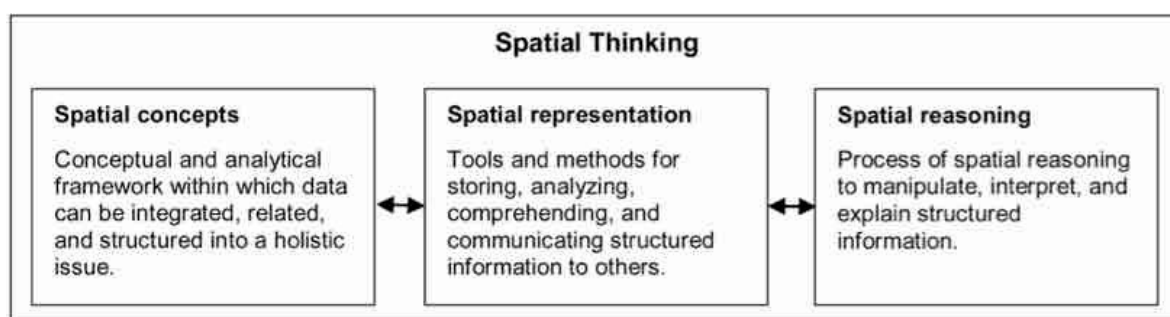 Spatial Thinking
Spatial concepts
Conceptual and analytical
framework within which data
can be integrated, related,
and structured into a holistic
issue.
Spatial representation
Tools and methods for
storing, analyzing,
comprehending, and
communicating structured
information to others.
Spatial reasoning
Process of spatial reasoning
to manipulate, interpret, and
explain structured
information.